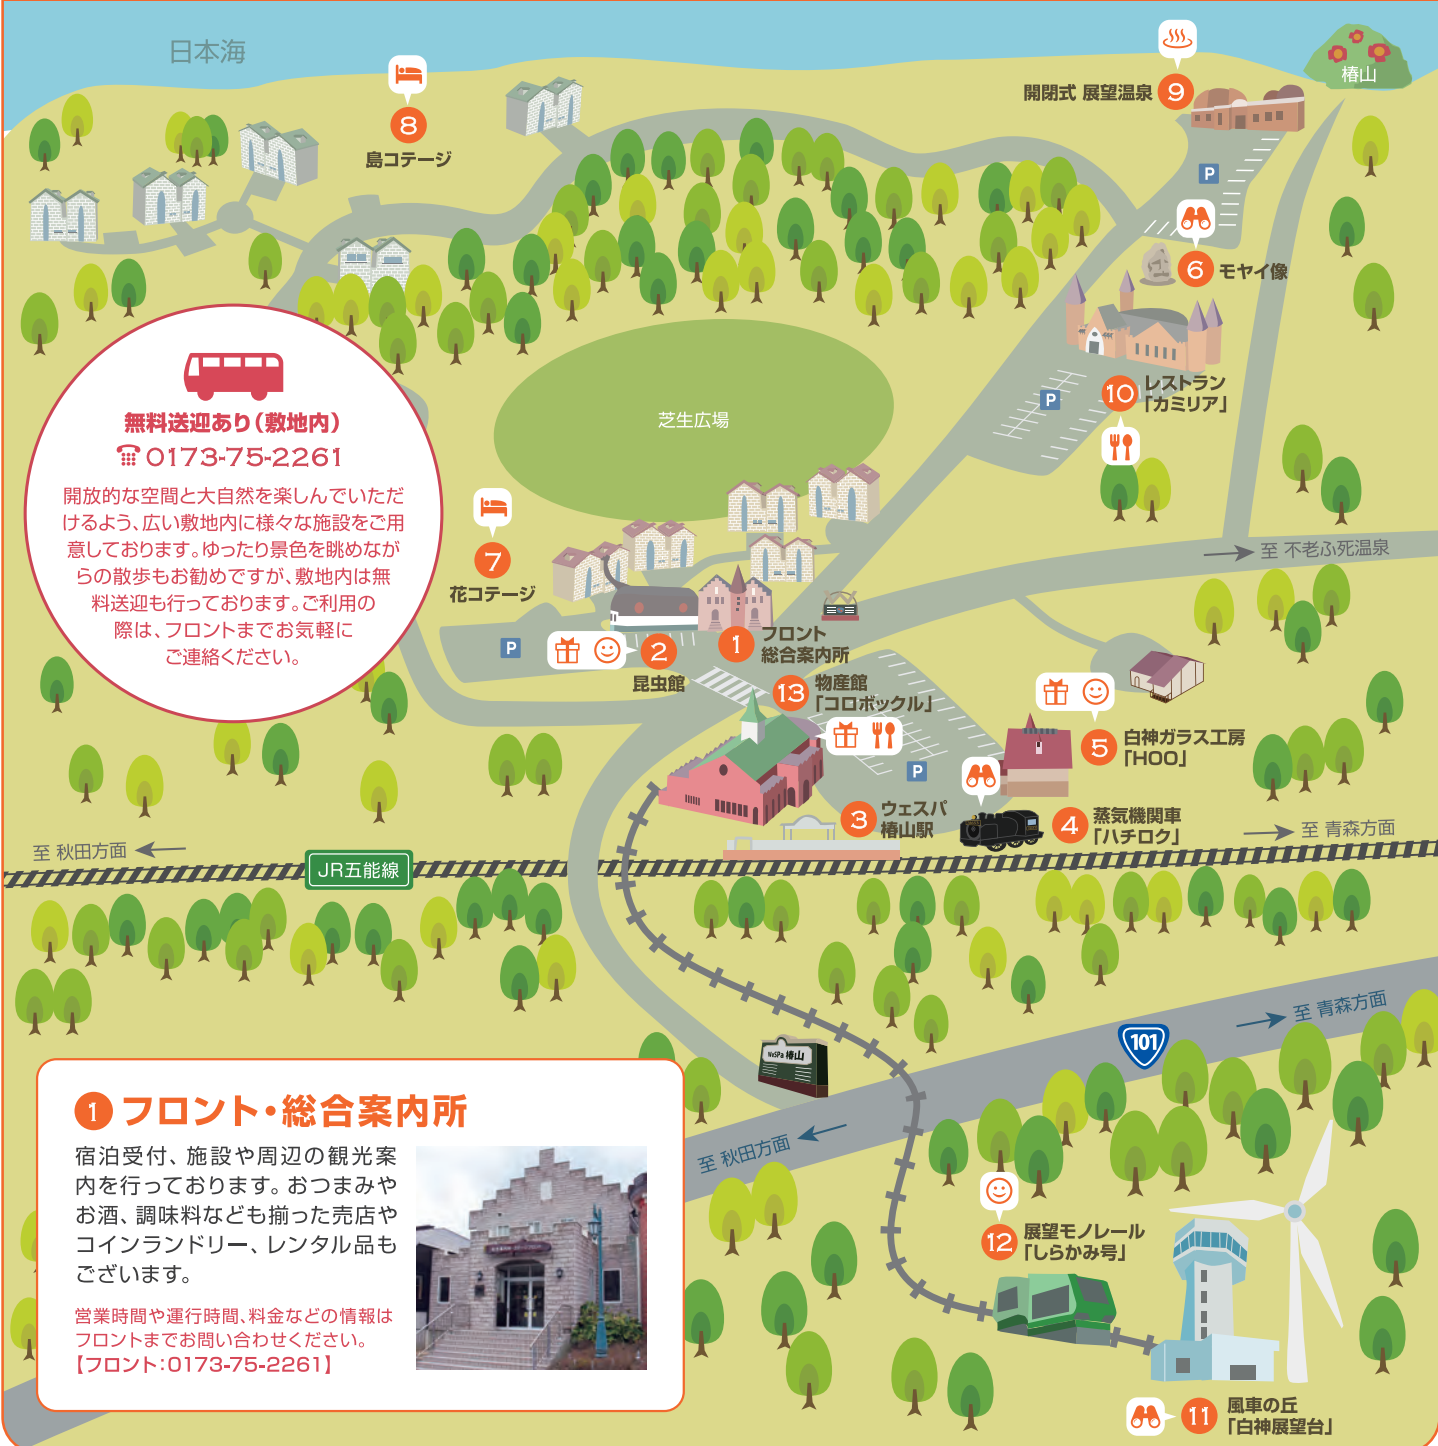 日本海
椿山
開閉式 展望温泉
9
8
島コテージ
P
6
モヤイ像
無料送迎あり（敷地内）
0173-75-2261
開放的な空間と大自然を楽しんでいただ
けるよう、広い敷地内に様々な施設をご用
意しております。ゆったり景色を眺めなが
らの散歩もお勧めですが、敷地内は無
料送迎も行っております。ご利用の
際は、フロントまでお気軽に
ご連絡ください。
芝生広場
P
10
レストラン
「カミリア」
7
花コテージ
至 不老ふ死温泉
P
2
昆虫館
1
フロント
総合案内所
13
物産館
「コロボックル」
5
白神ガラス工房
「HOO」
P
3
ウェスパ
椿山駅
4
蒸気機関車
「ハチロク」
至 秋田方面
JR五能線
至 青森方面
至 青森方面
101
WeSPa 椿山
至 秋田方面
1 フロント・総合案内所
宿泊受付、施設や周辺の観光案
内を行っております。おつまみや
お酒、調味料なども揃った売店や
コインランドリー、レンタル品も
ございます。
営業時間や運行時間、料金などの情報は
フロントまでお問い合わせください。
【フロント：0173-75-2261】
12
展望モノレール
「しらかみ号」
11
風車の丘
「白神展望台」